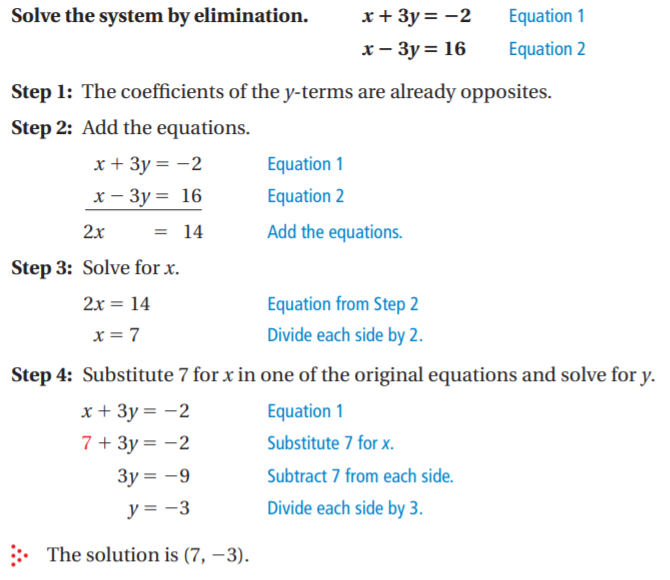 Solve the system by elimination. x + 3y = −2 Equation 1
x − 3y = 16 Equation 2
Step 1: The coefficients of the y-terms are already opposites.
Step 2: Add the equations.
x + 3y = −2 Equation 1
x − 3y = 16 Equation 2
2x = 14 Add the equations.
Step 3: Solve for x.
2x = 14 Equation from Step 2
x = 7 Divide each side by 2.
Step 4: Substitute 7 for x in one of the original equations and solve for y.
x + 3y = −2 Equation 1
7 + 3y = −2 Substitute 7 for x.
3y = −9 Subtract 7 from each side.
y = −3 Divide each side by 3.
The solution is (7, −3).